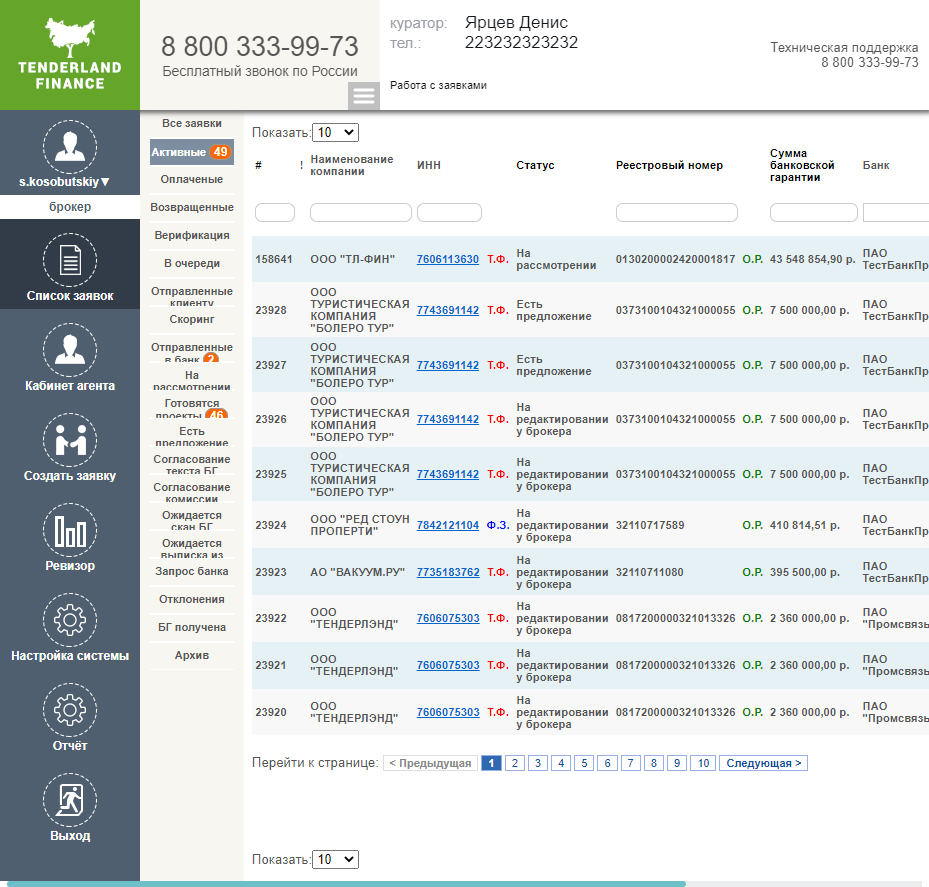 TENDERLAND
FINANCE
8 800 333-99-73
Бесплатный звонок по России
куратор: Ярцев Денис
тел.: 223232323232
Работа с заявками
Техническая поддержка
8 800 333-99-73
s.kosobutskiy▼
брокер
Список заявок
Кабинет агента
Создать заявку
Ревизор
Настройка системы
Отчёт
Выход
Все заявки
Активные 49
Оплаченые
Возвращенные
Верификация
В очереди
Отправленные
клиенту
Скоринг
Отправленные
в банк 2
На
рассмотрении
Готовятся
проекты 46
Есть
предложение
Согласование
текста БГ
Согласование
комиссии
Ожидается
скан БГ
Ожидается
выписка из
Запрос банка
Отклонения
БГ получена
Архив
Показать: 10
# ! Наименование
компании
ИНН
Статус
Реестровый номер
Сумма
банковской
гарантии
Банк
158641 ООО "ТЛ-ФИН" 7606113630 Т.Ф. На
рассмотрении
0130200002420001817 О.Р. 43 548 854,90 р. ПАО
ТестБанкПр
23928 ООО
ТУРИСТИЧЕСКАЯ
КОМПАНИЯ
"БОЛЕРО ТУР"
7743691142 Т.Ф. Есть
предложение
0373100104321000055 О.Р. 7 500 000,00 р. ПАО
ТестБанкПр
23927 ООО
ТУРИСТИЧЕСКАЯ
КОМПАНИЯ
"БОЛЕРО ТУР"
7743691142 Т.Ф. Есть
предложение
0373100104321000055 О.Р. 7 500 000,00 р. ПАО
ТестБанкПр
23926 ООО
ТУРИСТИЧЕСКАЯ
КОМПАНИЯ
"БОЛЕРО ТУР"
7743691142 Т.Ф. На
редактировании
у брокера
0373100104321000055 О.Р. 7 500 000,00 р. ПАО
ТестБанкПр
23925 ООО
ТУРИСТИЧЕСКАЯ
КОМПАНИЯ
"БОЛЕРО ТУР"
7743691142 Т.Ф. На
редактировании
у брокера
0373100104321000055 О.Р. 7 500 000,00 р. ПАО
ТестБанкПр
23924 ООО "РЕД СТОУН
ПРОПЕРТИ"
7842121104 Ф.З. На
редактировании
у брокера
32110717589 О.Р. 410 814,51 р. ПАО
ТестБанкПр
23923 АО "ВАКУУМ.РУ" 7735183762 Т.Ф. На
редактировании
у брокера
32110711080 О.Р. 395 500,00 р. ПАО
ТестБанкПр
23922 ООО
"ТЕНДЕРЛЭНД"
7606075303 Т.Ф. На
редактировании
у брокера
0817200000321013326 О.Р. 2 360 000,00 р. ПАО
"Промсвязь
23921 ООО
"ТЕНДЕРЛЭНД"
7606075303 Т.Ф. На
редактировании
у брокера
0817200000321013326 О.Р. 2 360 000,00 р. ПАО
"Промсвязь
23920 ООО
"ТЕНДЕРЛЭНД"
7606075303 Т.Ф. На
редактировании
у брокера
0817200000321013326 О.Р. 2 360 000,00 р. ПАО
"Промсвязь
Перейти к странице: < Предыдущая 1 2 3 4 5 6 7 8 9 10 Следующая >
Показать: 10